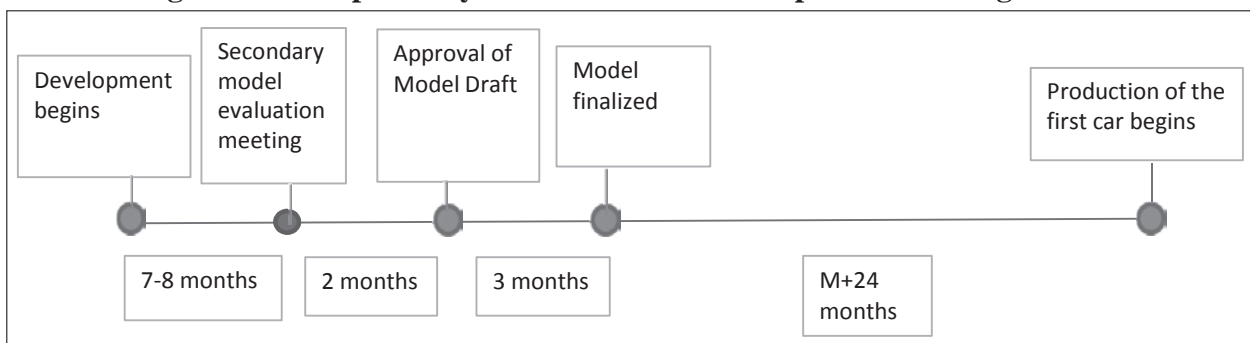 Development
begins
Secondary
model
evaluation
meeting
Approval of
Model Draft
Model
finalized
Production of the
first car begins
7-8 months
2 months
3 months
M+24
months